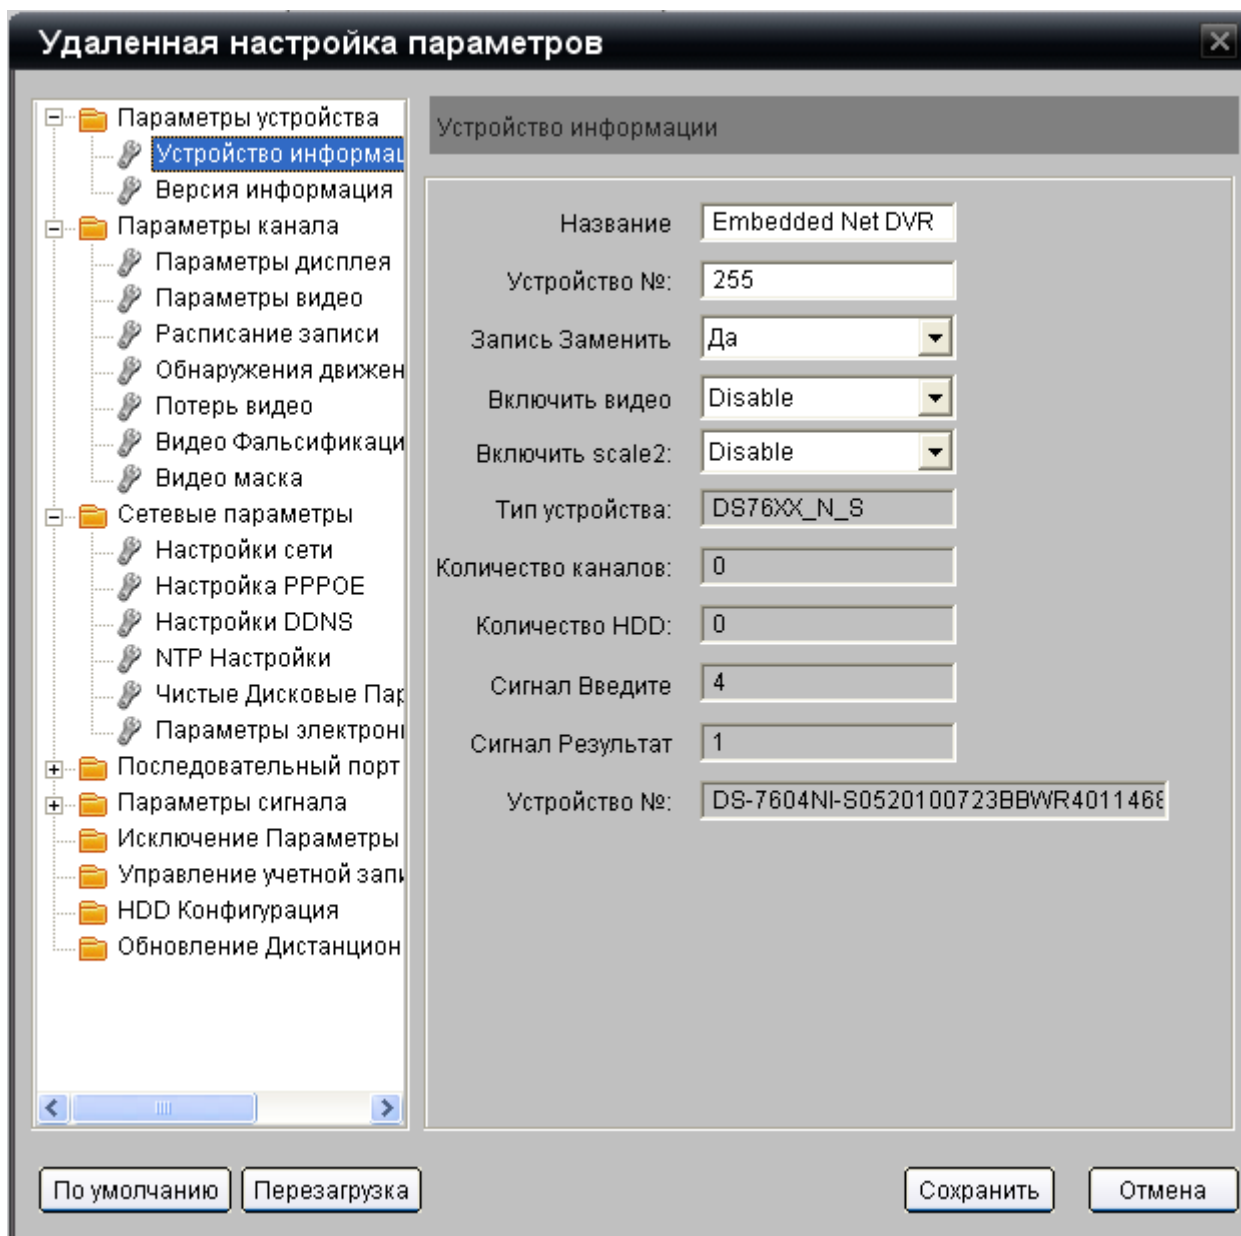 Удаленная настройка параметров
Параметры устройства
Устройство информац
Версия информация
Параметры канала
Параметры дисплея
Параметры видео
Расписание записи
Обнаружения движен
Потерь видео
Видео Фальсификаци
Видео маска
Сетевые параметры
Настройки сети
Настройка PPPOE
Настройки DDNS
NTP Настройки
Чистые Дисковые Пар
Параметры электронн
Последовательный порт
Параметры сигнала
Исключение Параметры
Управление учетной запи
HDD Конфигурация
Обновление Дистанцион
Устройство информации
Название Embedded Net DVR
Устройство №: 255
Запись Заменить Да
Включить видео Disable
Включить scale2: Disable
Тип устройства: DS76XX_N_S
Количество каналов: 0
Количество HDD: 0
Сигнал Введите 4
Сигнал Результат 1
Устройство №: DS-7604NI-S0520100723BBWR4011468
По умолчанию Перезагрузка Сохранить Отмена